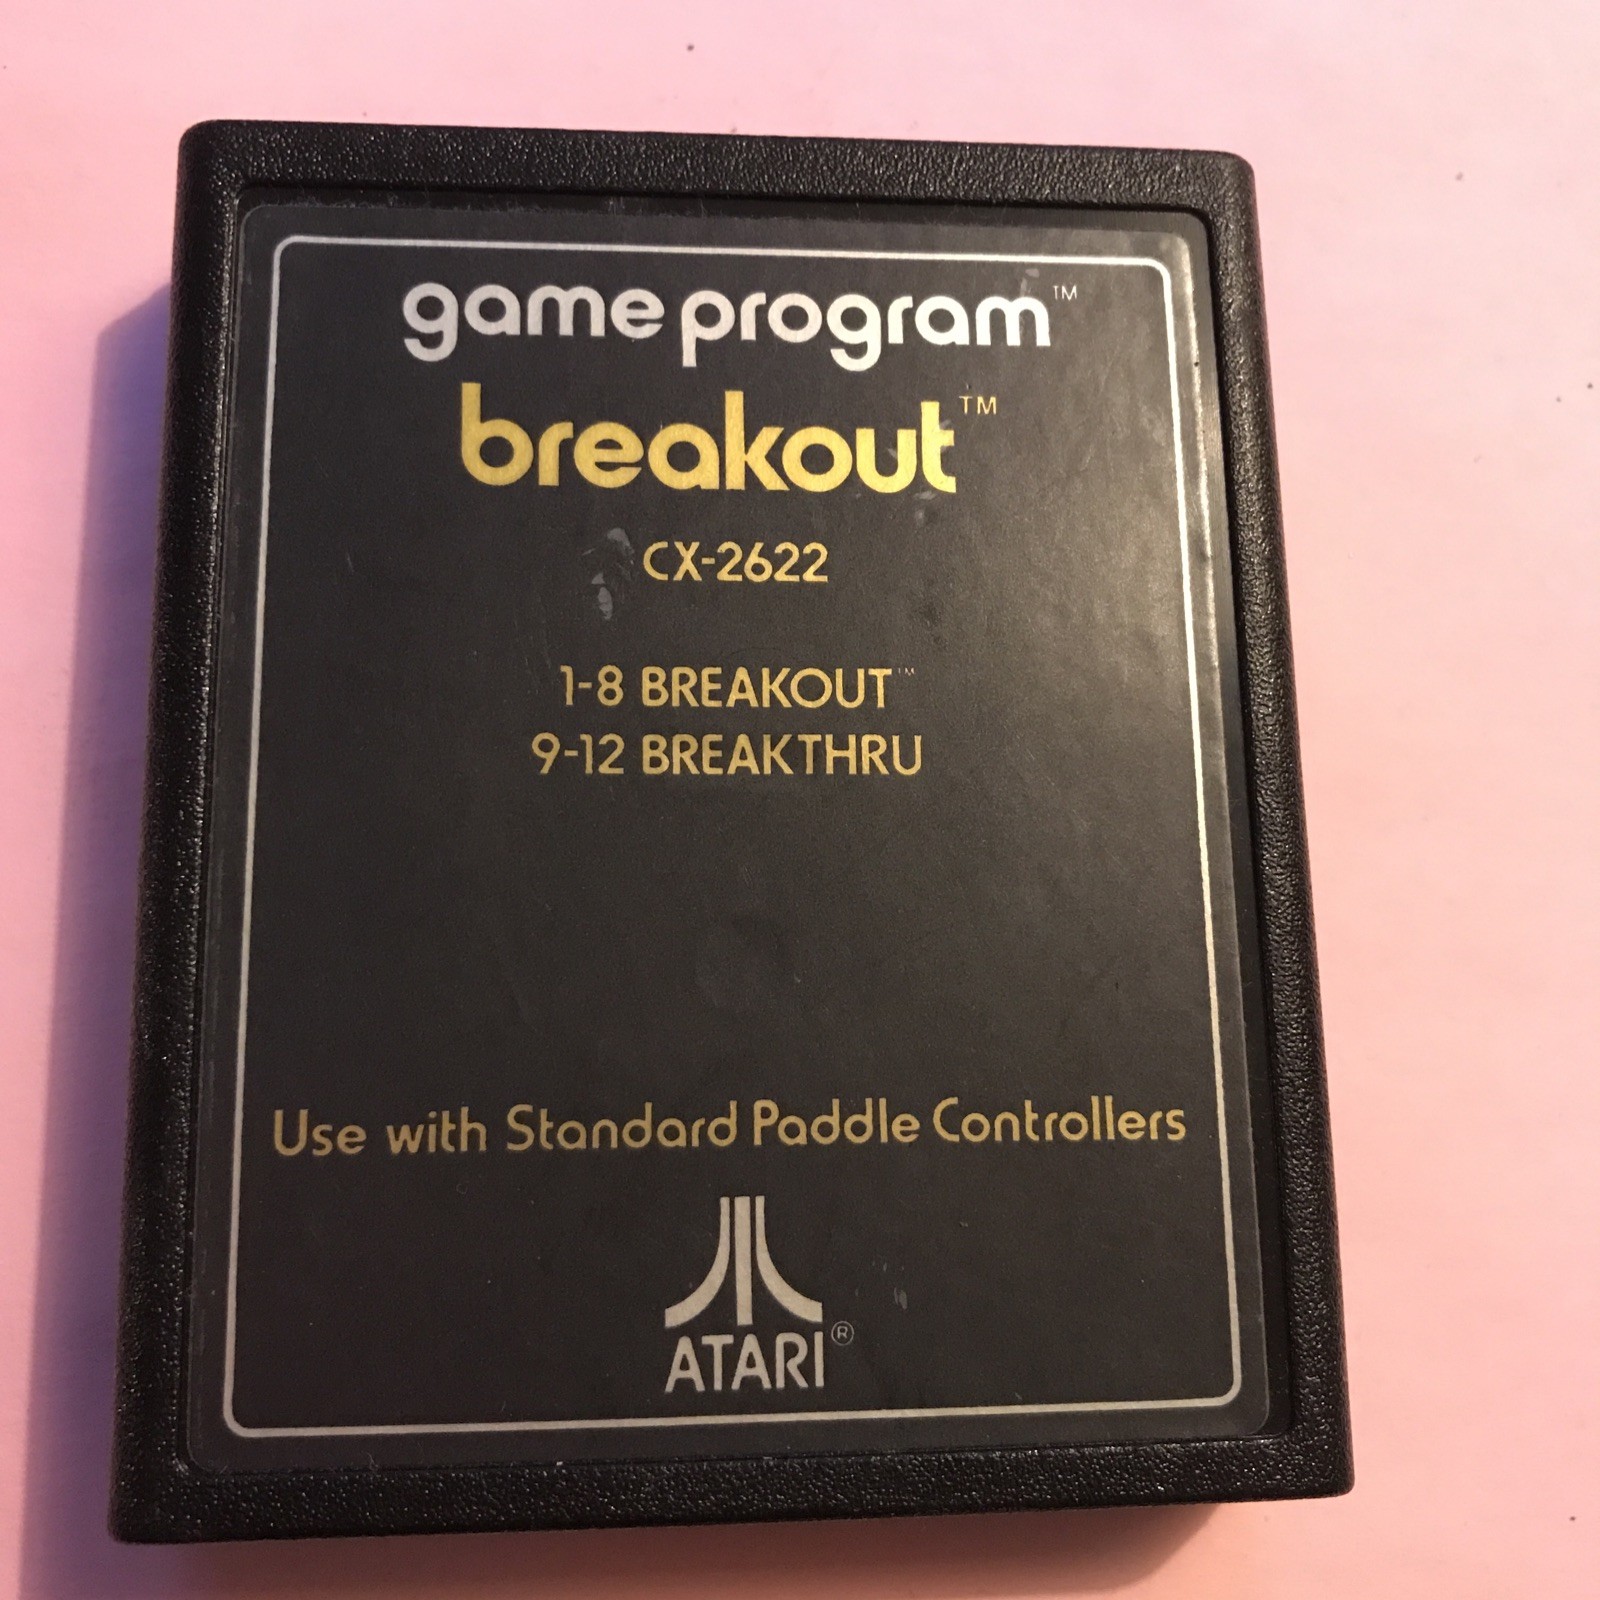 game program™
breakout™
CX-2622
1-8 BREAKOUT™
9-12 BREAKTHRU
Use with Standard Paddle Controllers
ATARI®